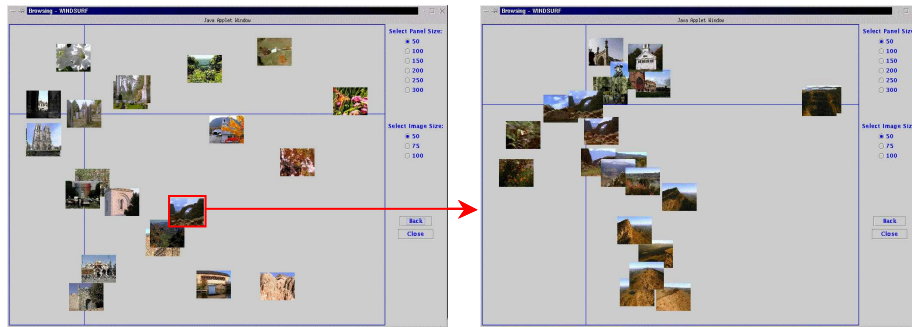 Browsing - WINDSURF
Java Applet Window
Select Panel Size:
50
100
150
200
250
300
Select Image Size:
50
75
100
Back
Close
Browsing - WINDSURF
Java Applet Window
Select Panel Size:
50
100
150
200
250
300
Select Image Size:
50
75
100
Back
Close